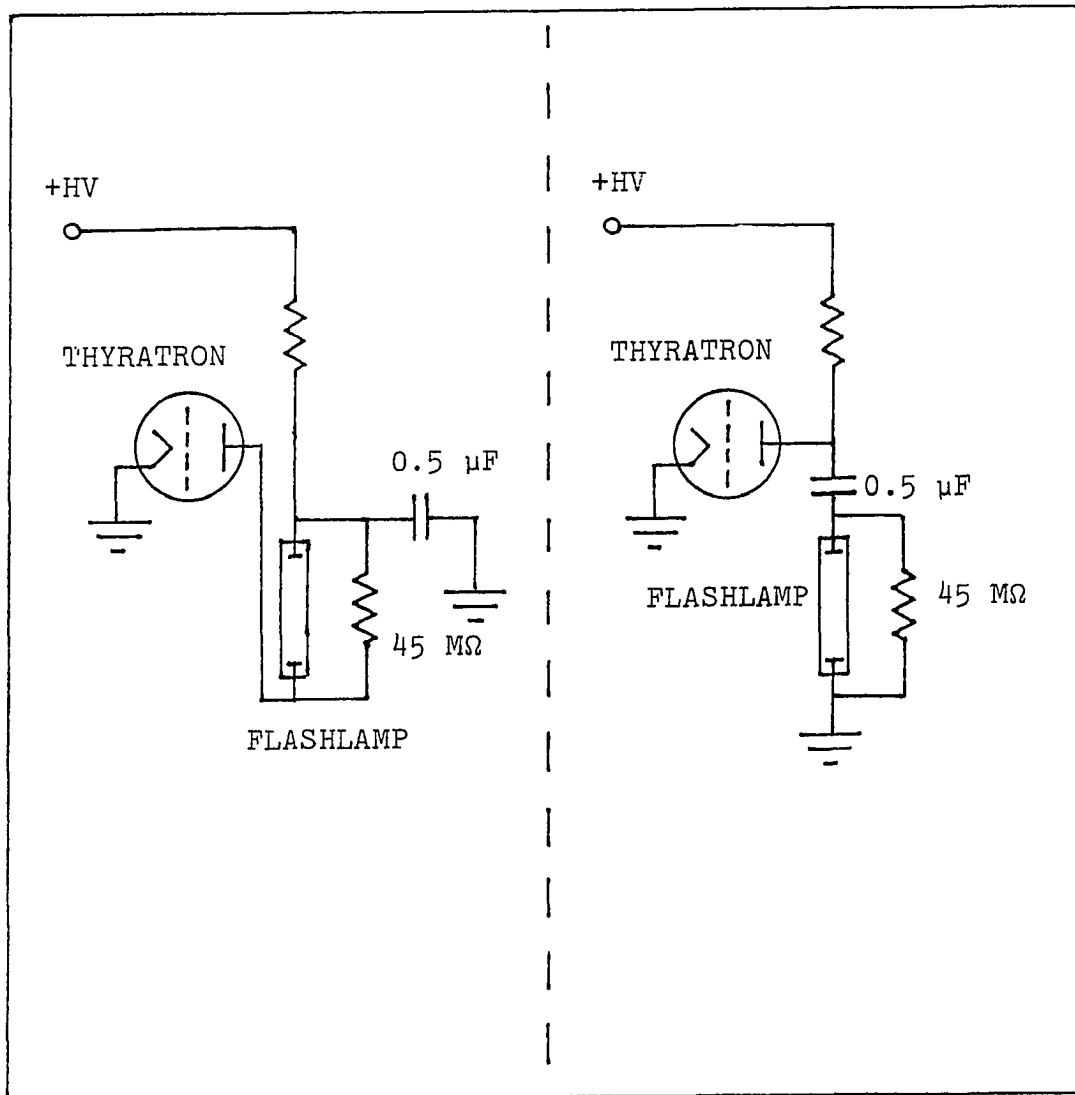 +HV
THYRATRON
0.5 µF
45 MΩ
FLASHLAMP
+HV
THYRATRON
0.5 µF
FLASHLAMP
45 MΩ